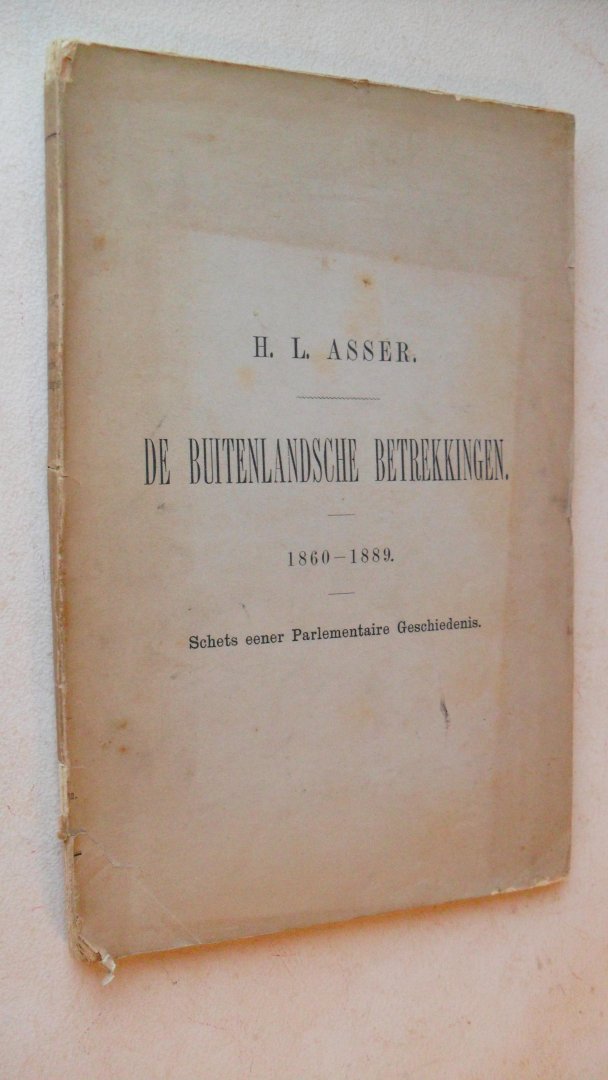 H. L. ASSER.
DE BUITENLANDSCHE BETREKKINGEN.
1860–1889.
Schets eener Parlementaire Geschiedenis.